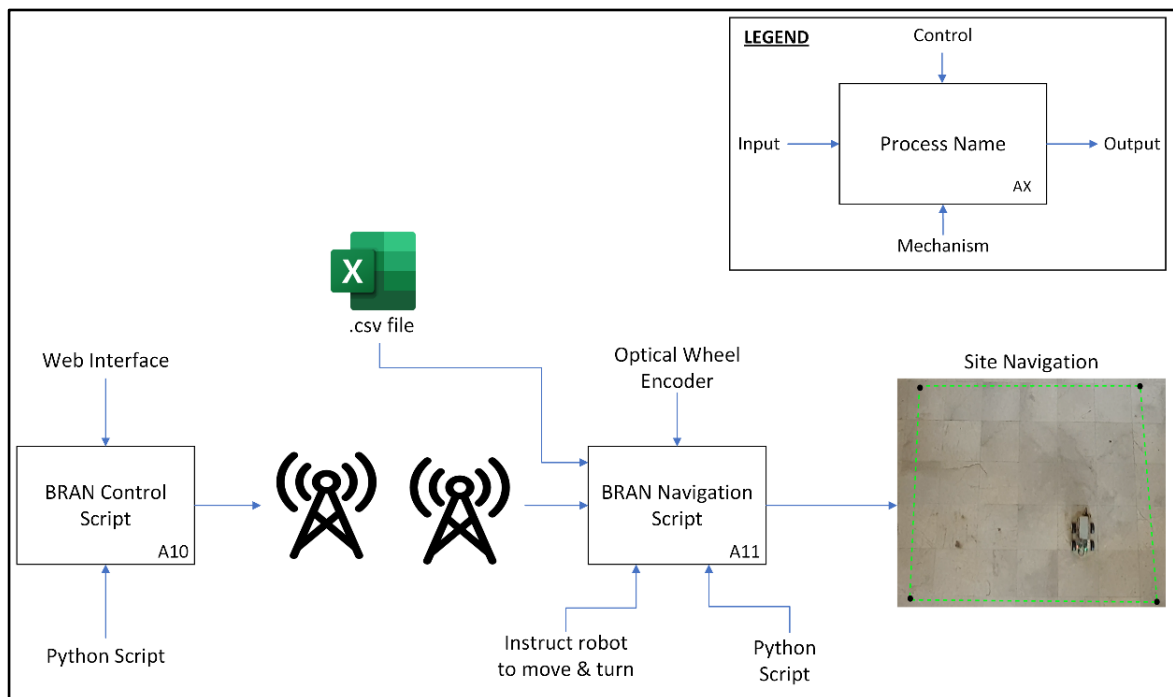 LEGEND
Control
Input
Process Name
Output
AX
Mechanism
X
.csv file
Web Interface
Optical Wheel
Encoder
Site Navigation
BRAN Control
Script
A10
BRAN Navigation
Script
A11
Python Script
Instruct robot
to move & turn
Python
Script